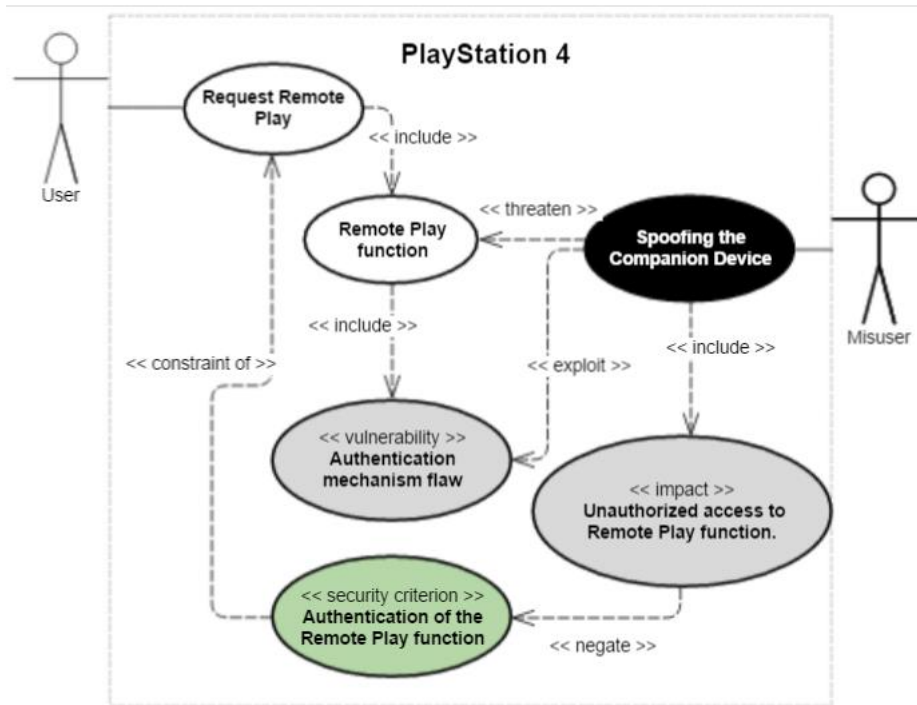 PlayStation 4
Request Remote
Play
<< include >>
User
<< threaten >>
Remote Play
function
Spoofing the
Companion Device
Misuser
<< include >>
<< include >>
<< constraint of >>
<< exploit >>
<< vulnerability >>
Authentication
mechanism flaw
<< impact >>
Unauthorized access to
Remote Play function.
<< security criterion >>
Authentication of the
Remote Play function
<< negate >>